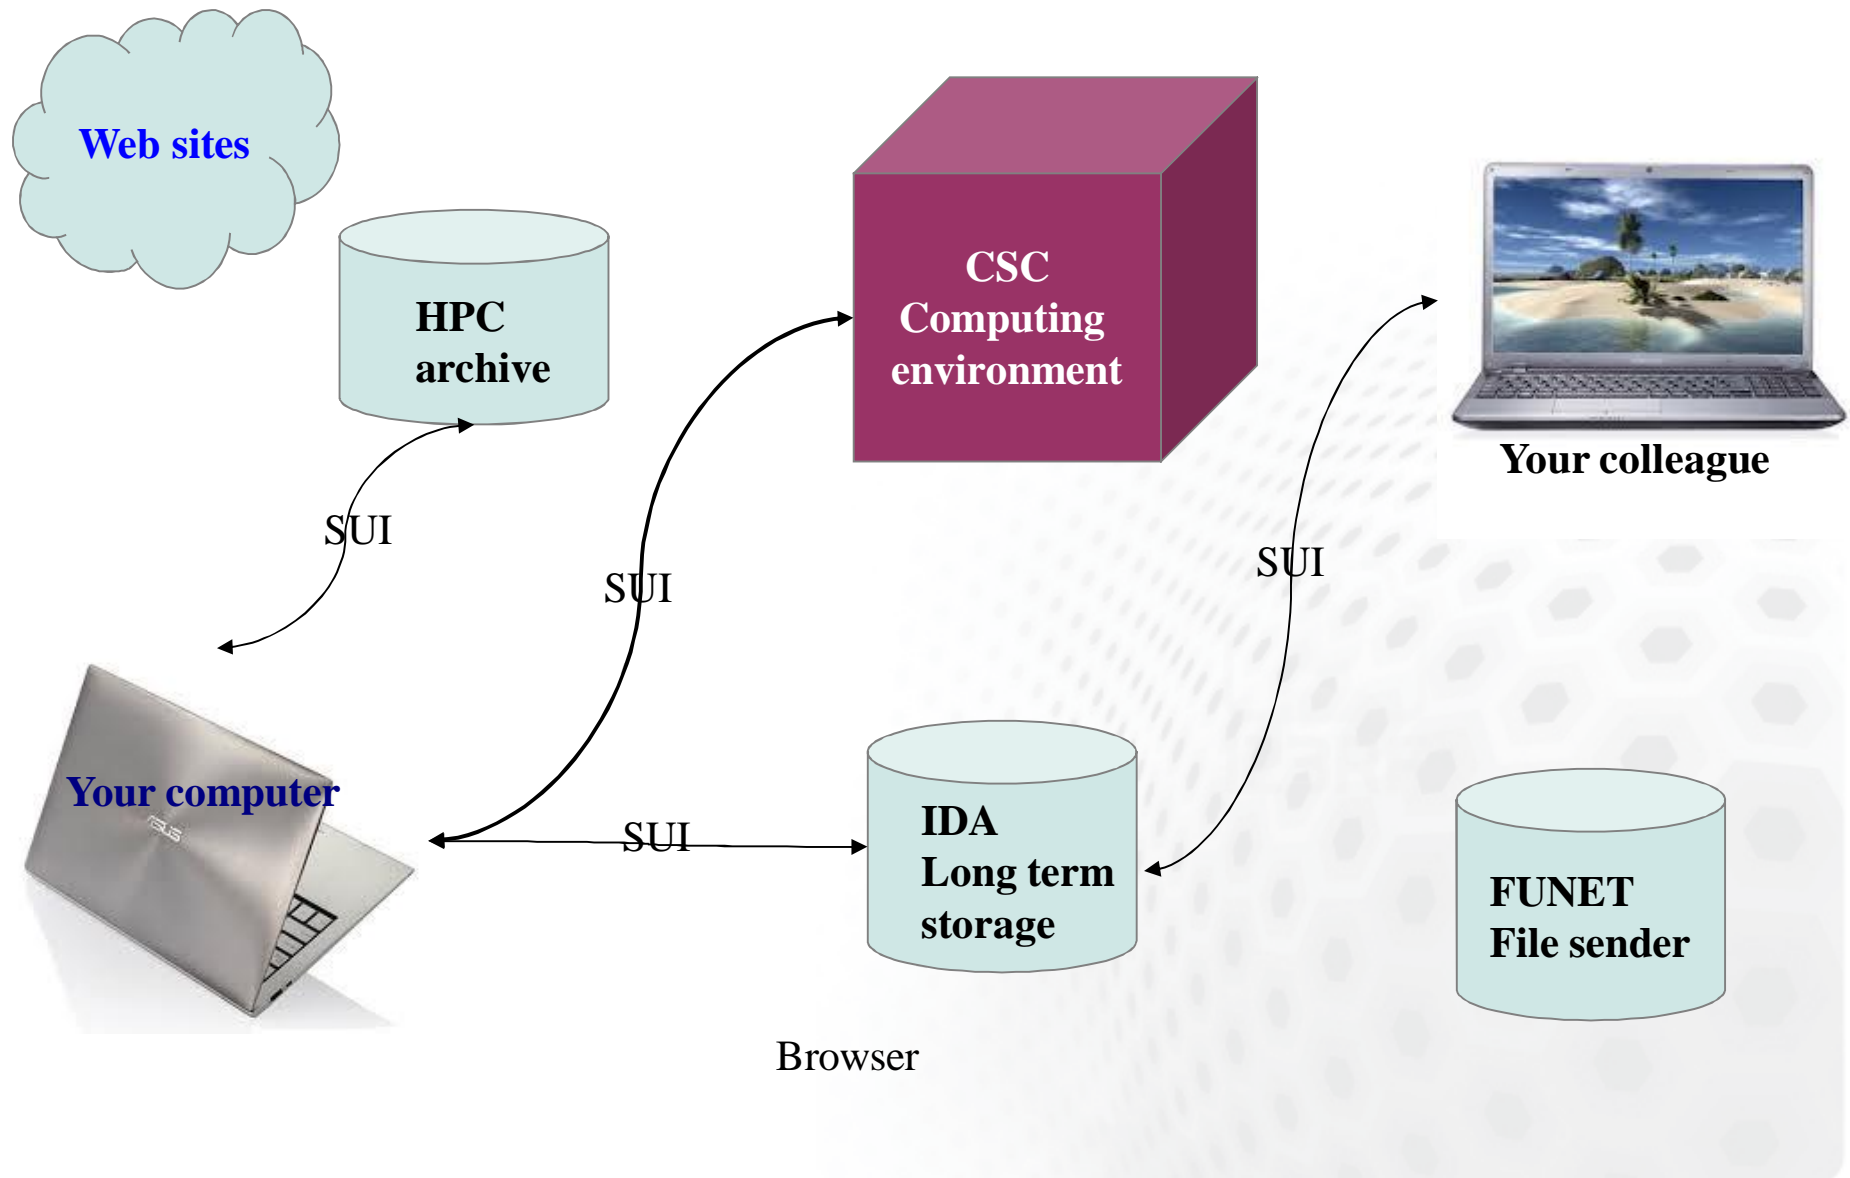 Web sites
HPC
archive
CSC
Computing
environment
Your colleague
SUI
SUI
SUI
Your computer
ASUS
SUI
IDA
Long term
storage
FUNET
File sender
Browser